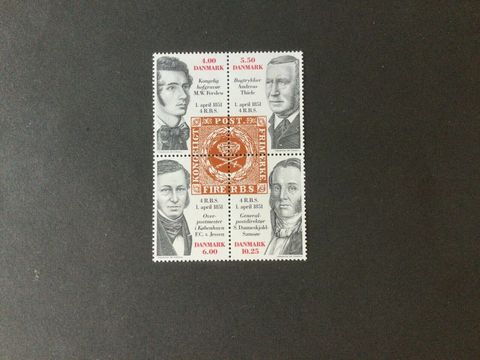 4.00
DANMARK
Kongelig
hofgravør
M.W. Ferslew
1. april 1851
4 R.B.S.
5.50
DANMARK
Bogtrykker
Andreas
Thiele
1. april 1851
4 R.B.S.
KONGELIGT
POST
FRIMÆRKE
FIRE R.B.S.
4 R.B.S.
1. april 1851
Over-
postmester
i København
F.C. v. Jessen
DANMARK
6.00
4 R.B.S.
1. april 1851
General-
postdirektør
S. Danneskjold-
Samsøe
DANMARK
10.25